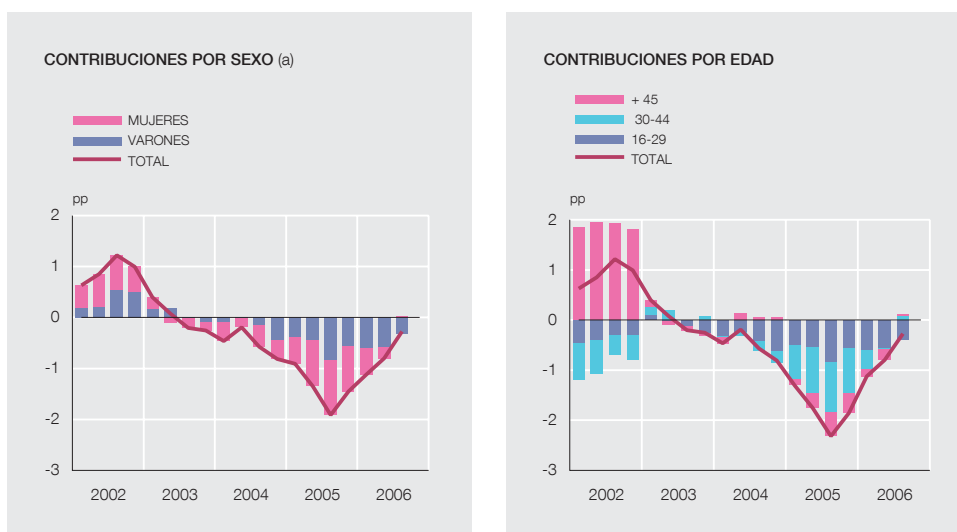 CONTRIBUCIONES POR SEXO (a)
MUJERES
VARONES
TOTAL
pp
2
1
0
-1
-2
-3
2002 2003 2004 2005 2006
CONTRIBUCIONES POR EDAD
+ 45
30-44
16-29
TOTAL
pp
2
1
0
-1
-2
-3
2002 2003 2004 2005 2006